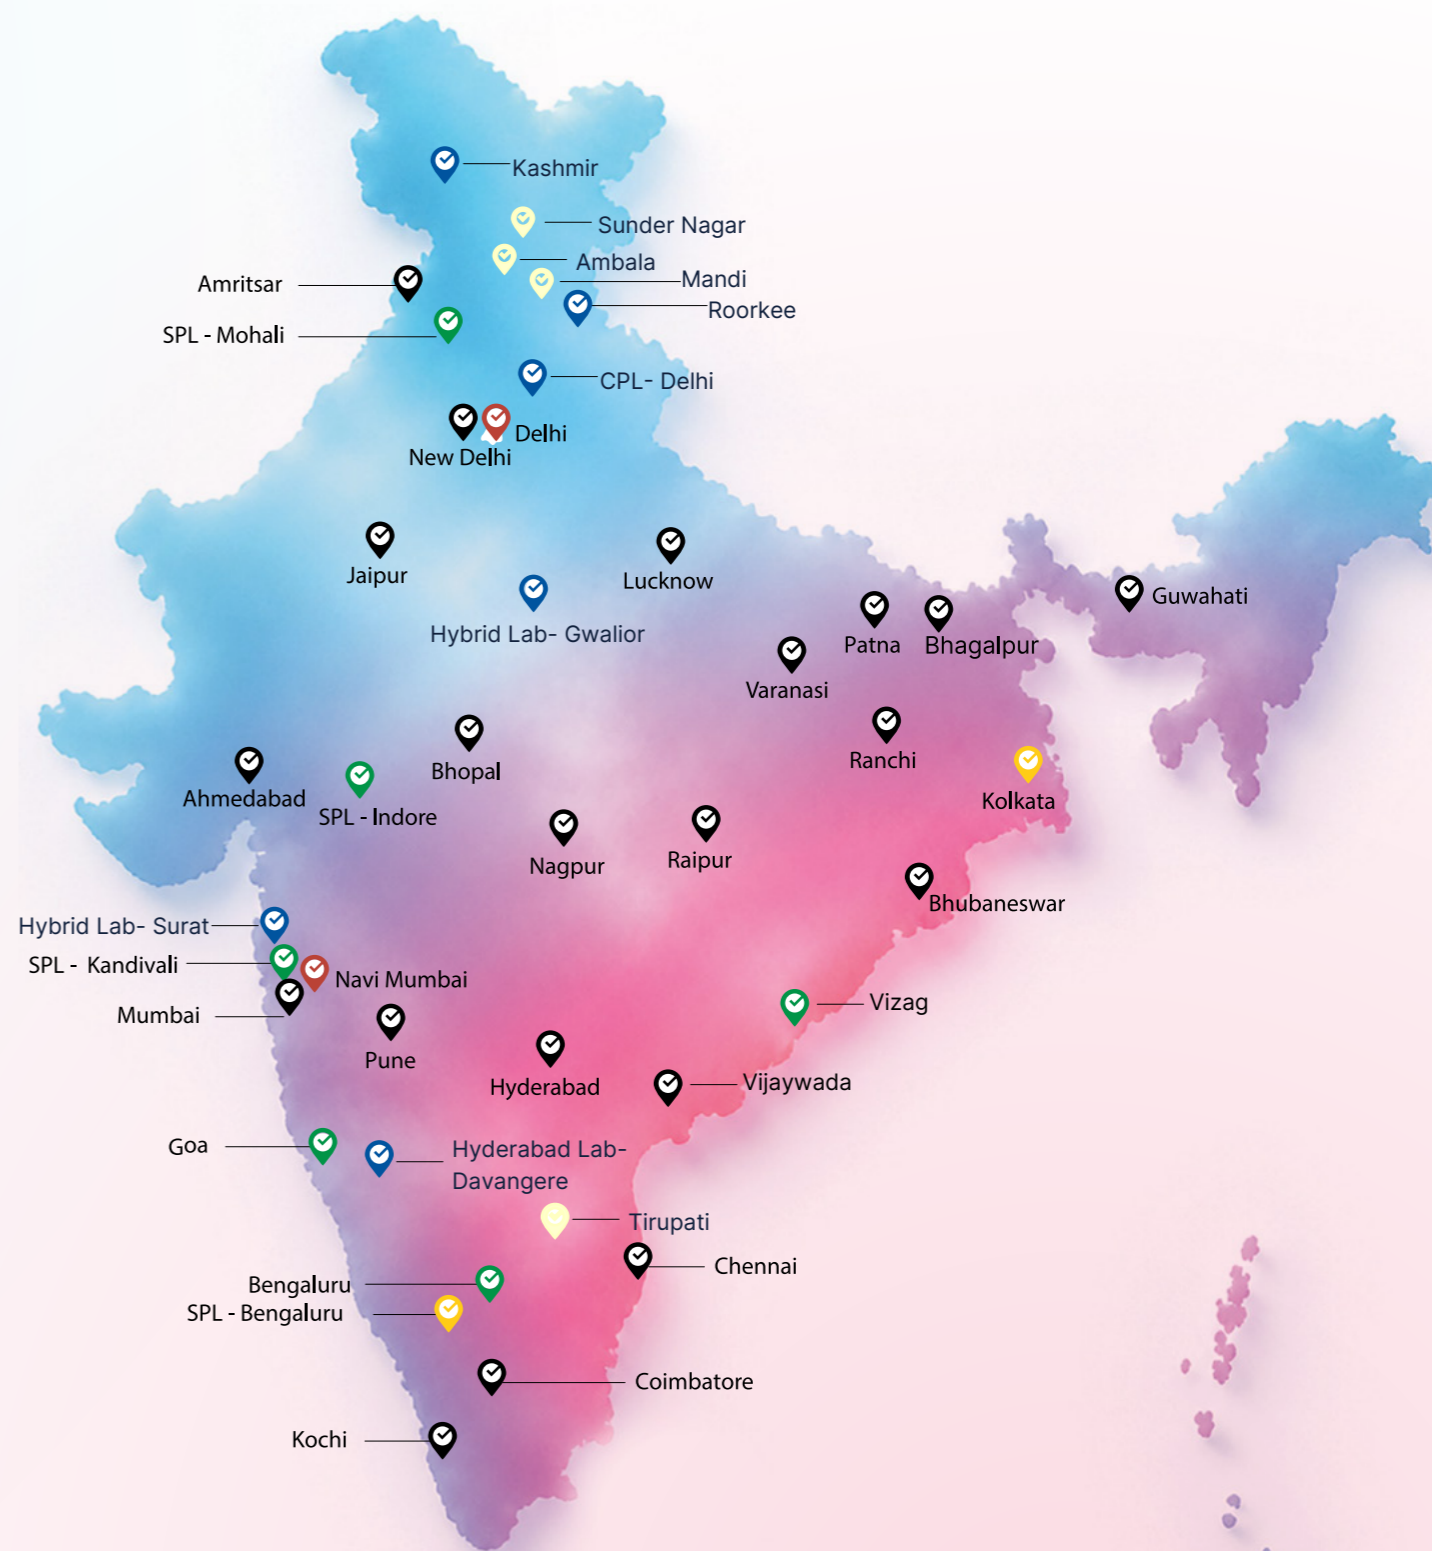 Kashmir
Sunder Nagar
Ambala
Amritsar
Mandi
Roorkee
SPL - Mohali
CPL- Delhi
Delhi
New Delhi
Jaipur
Lucknow
Guwahati
Hybrid Lab- Gwalior
Patna
Bhagalpur
Varanasi
Ranchi
Bhopal
Ahmedabad
Kolkata
SPL - Indore
Nagpur
Raipur
Bhubaneswar
Hybrid Lab- Surat
SPL - Kandivali
Navi Mumbai
Vizag
Mumbai
Pune
Hyderabad
Vijaywada
Goa
Hyderabad Lab-
Davangere
Tirupati
Chennai
Bengaluru
SPL - Bengaluru
Coimbatore
Kochi